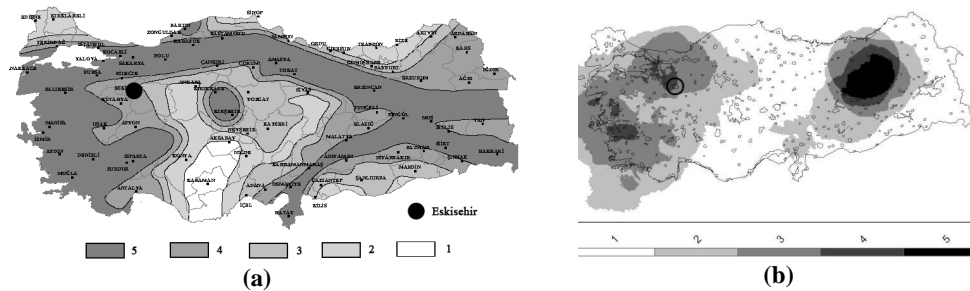 SİNOP
EDİRNE KIRKLARELİ
BARTIN
ZONGULDAK KASTAMONU
ARTVİN ARDAHAN
TEKİRDAĞ İSTANBUL
KARABUK SAMSUN ORDU GİRESUN TRABZON RİZE
KARS
KOCAELİ
YALOVA SAKARYA BOLU
ÇANKIRI ÇORUM AMASYA
TOKAT
BAYBURT
BURSA BİLECİK
ERZURUM AĞRI IĞDIR
BALIKESİR
ANKARA
KIRIKKALE
SİVAS ERZİNCAN
KÜTAHYA
YOZGAT
KIRŞEHİR
TUNCELİ
BİNGÖL MUŞ
VAN
MANİSA UŞAK AFYON
NEVŞEHİR KAYSERİ
ELAZIĞ
BİTLİS
İZMİR
AKSARAY
MALATYA
SİİRT
AYDIN DENİZLİ ISPARTA KONYA NİĞDE
KAHRAMANMARAŞ ADIYAMAN DİYARBAKIR BATMAN
ŞIRNAK HAKKARİ
MUĞLA BURDUR
KARAMAN
MARDİN
ANTALYA
ADANA OSMANİYE GAZİANTEP ŞANLIURFA
İÇEL
KİLİS
HATAY
Eskisehir
5 4 3 2 1
(a)
1 2 3 4 5
(b)